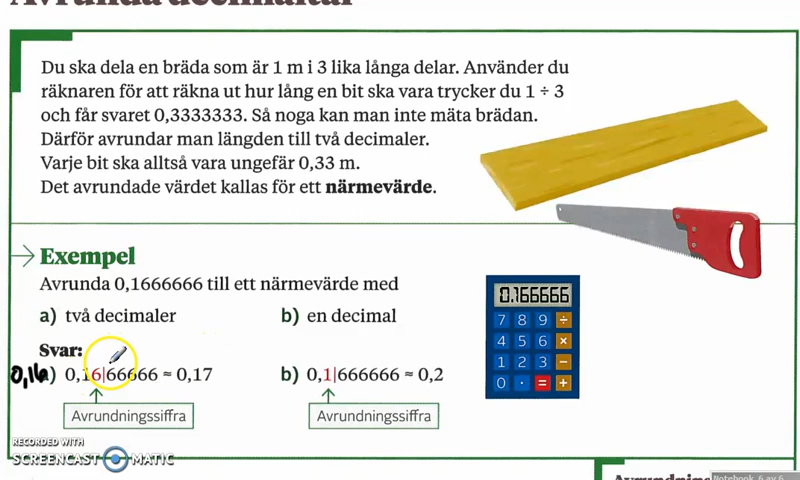 Avrunda decimaltal
Du ska dela en bräda som är 1 m i 3 lika långa delar. Använder du
räknaren för att räkna ut hur lång en bit ska vara trycker du 1 ÷ 3
och får svaret 0,3333333. Så noga kan man inte mäta brädan.
Därför avrundar man längden till två decimaler.
Varje bit ska alltså vara ungefär 0,33 m.
Det avrundade värdet kallas för ett närmevärde.
Exempel
Avrunda 0,1666666 till ett närmevärde med
a) två decimaler b) en decimal
0.166666
7 8 9 ÷
4 5 6 ×
1 2 3 −
0 · = +
Svar:
0,16
a) 0,16|66666 ≈ 0,17 b) 0,1|666666 ≈ 0,2
Avrundningssiffra Avrundningssiffra
RECORDED WITH
SCREENCAST MATIC
Notebook 6 av 6